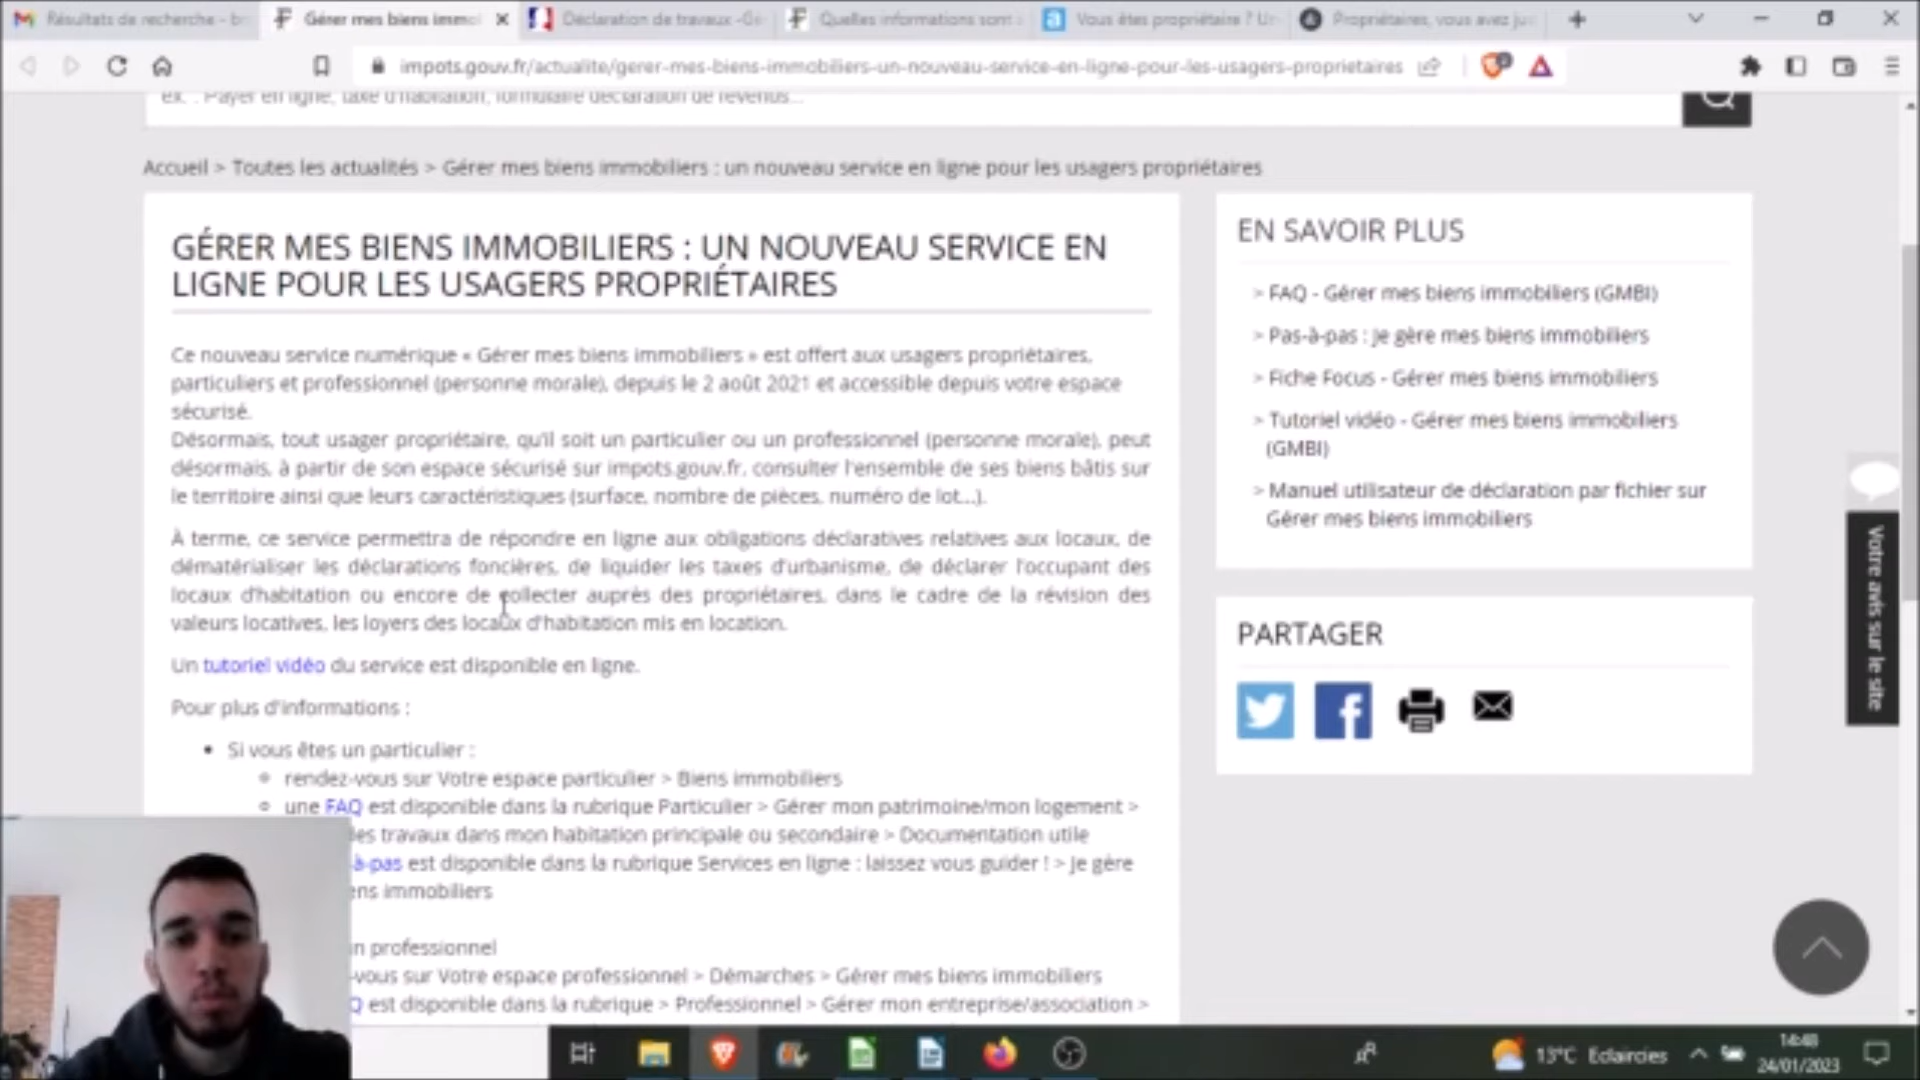 Résultats de recherche - b
Gérer mes biens immo
Déclaration de travaux -Gé
Quelles informations sont
Vous êtes propriétaire ? Un
Propriétaires, vous avez ju
impots.gouv.fr/actualite/gerer-mes-biens-immobiliers-un-nouveau-service-en-ligne-pour-les-usagers-proprietaires
ex. : Payer en ligne, taxe d'habitation, formulaire déclaration de revenus...
Accueil > Toutes les actualités > Gérer mes biens immobiliers : un nouveau service en ligne pour les usagers propriétaires
GÉRER MES BIENS IMMOBILIERS : UN NOUVEAU SERVICE EN
LIGNE POUR LES USAGERS PROPRIÉTAIRES
Ce nouveau service numérique « Gérer mes biens immobiliers » est offert aux usagers propriétaires,
particuliers et professionnel (personne morale), depuis le 2 août 2021 et accessible depuis votre espace
sécurisé.
Désormais, tout usager propriétaire, qu'il soit un particulier ou un professionnel (personne morale), peut
désormais, à partir de son espace sécurisé sur impots.gouv.fr, consulter l'ensemble de ses biens bâtis sur
le territoire ainsi que leurs caractéristiques (surface, nombre de pièces, numéro de lot...).
À terme, ce service permettra de répondre en ligne aux obligations déclaratives relatives aux locaux, de
dématérialiser les déclarations foncières, de liquider les taxes d'urbanisme, de déclarer l'occupant des
locaux d'habitation ou encore de collecter auprès des propriétaires, dans le cadre de la révision des
valeurs locatives, les loyers des locaux d'habitation mis en location.
Un tutoriel vidéo du service est disponible en ligne.
Pour plus d'informations :
• Si vous êtes un particulier :
rendez-vous sur Votre espace particulier > Biens immobiliers
une FAQ est disponible dans la rubrique Particulier > Gérer mon patrimoine/mon logement >
des travaux dans mon habitation principale ou secondaire > Documentation utile
à-pas est disponible dans la rubrique Services en ligne : laissez vous guider ! > Je gère
ens immobiliers
n professionnel
-vous sur Votre espace professionnel > Démarches > Gérer mes biens immobiliers
Q est disponible dans la rubrique > Professionnel > Gérer mon entreprise/association >
EN SAVOIR PLUS
> FAQ - Gérer mes biens immobiliers (GMBI)
> Pas-à-pas : Je gère mes biens immobiliers
> Fiche Focus - Gérer mes biens immobiliers
> Tutoriel vidéo - Gérer mes biens immobiliers
(GMBI)
> Manuel utilisateur de déclaration par fichier sur
Gérer mes biens immobiliers
PARTAGER
Votre avis sur le site
13°C Eclaircies
14:48
24/01/2023